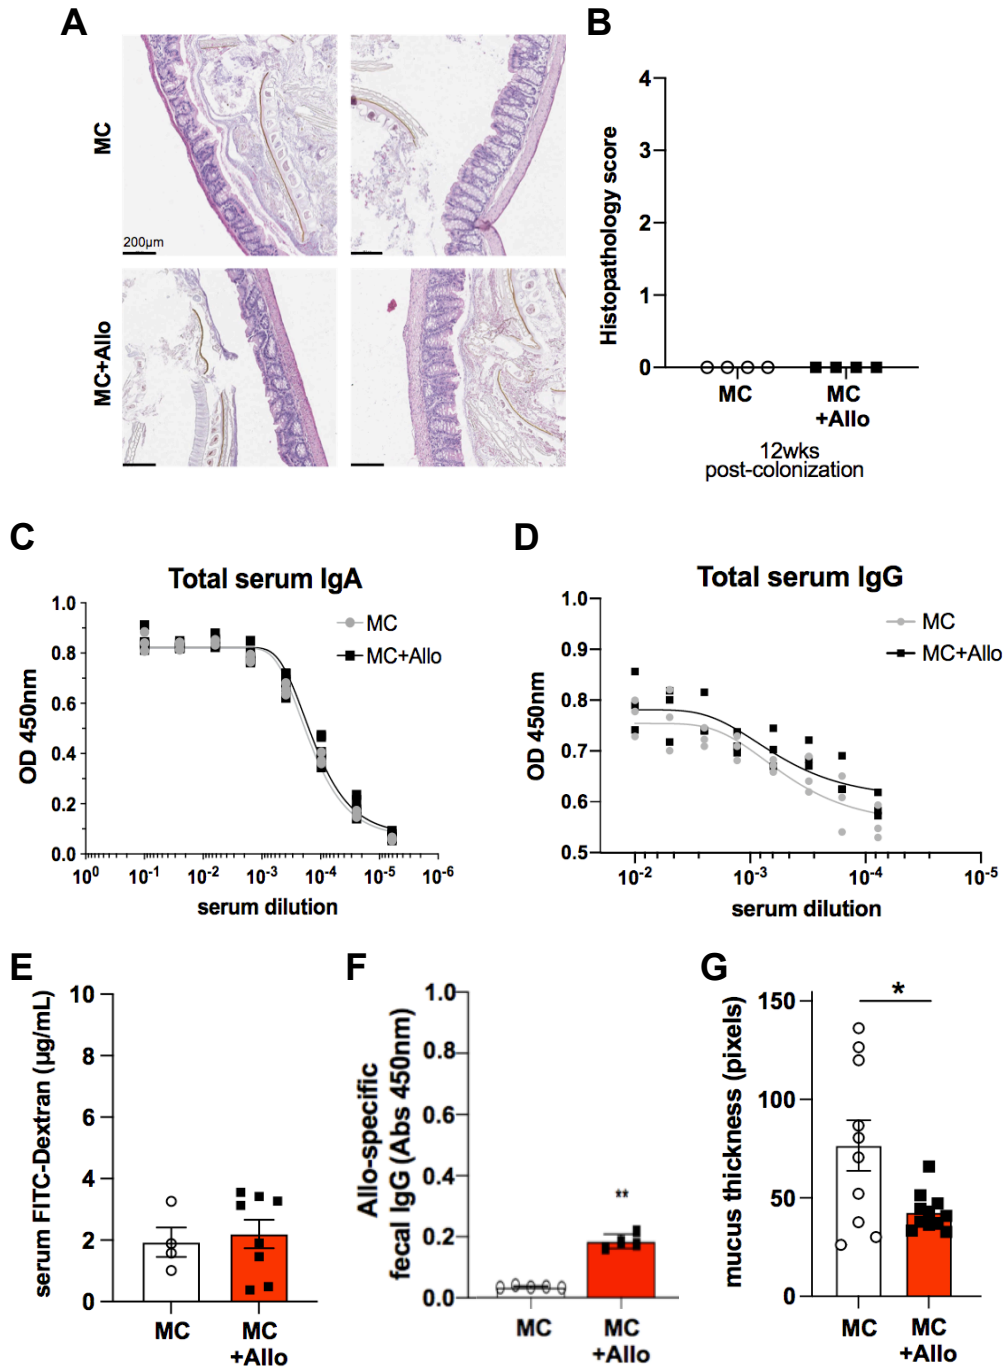 A
MC
200µm
MC+Allo
B
Histopathology score
4
3
2
1
0
MC
MC
+Allo
12wks
post-colonization
C
Total serum IgA
MC
MC+Allo
OD 450nm
1.0
0.8
0.6
0.4
0.2
0.0
10⁰ 10⁻¹ 10⁻² 10⁻³ 10⁻⁴ 10⁻⁵ 10⁻⁶
serum dilution
D
Total serum IgG
MC
MC+Allo
OD 450nm
1.0
0.9
0.8
0.7
0.6
0.5
10⁻² 10⁻³ 10⁻⁴ 10⁻⁵
serum dilution
E
serum FITC-Dextran (µg/mL)
10
8
6
4
2
0
MC
MC
+Allo
F
Allo-specific
fecal IgG (Abs 450nm)
1.0
0.8
0.6
0.4
0.2
0.0
**
MC
MC
+Allo
G
mucus thickness (pixels)
150
100
50
0
*
MC
MC
+Allo